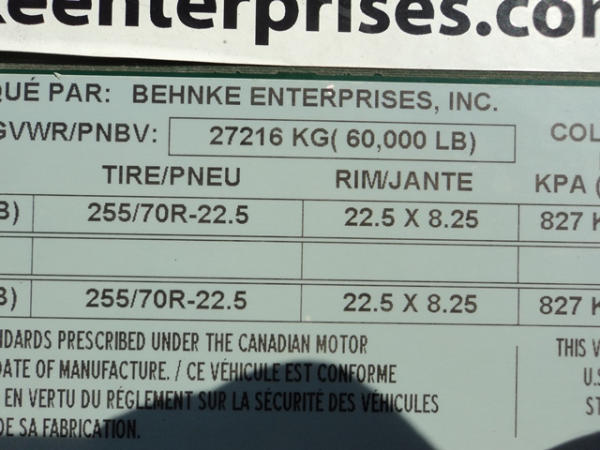 eenterprises.com
QUÉ PAR: BEHNKE ENTERPRISES, INC.
GVWR/PNBV: 27216 KG( 60,000 LB) COL
TIRE/PNEU RIM/JANTE KPA (
B) 255/70R-22.5 22.5 X 8.25 827 K
B) 255/70R-22.5 22.5 X 8.25 827 K
NDARDS PRESCRIBED UNDER THE CANADIAN MOTOR THIS V
DATE OF MANUFACTURE. / CE VÉHICULE EST CONFORME U.S
EN VERTU DU RÉGLEMENT SUR LA SÉCURITÉ DES VÉHICULES ST
DE SA FABRICATION.